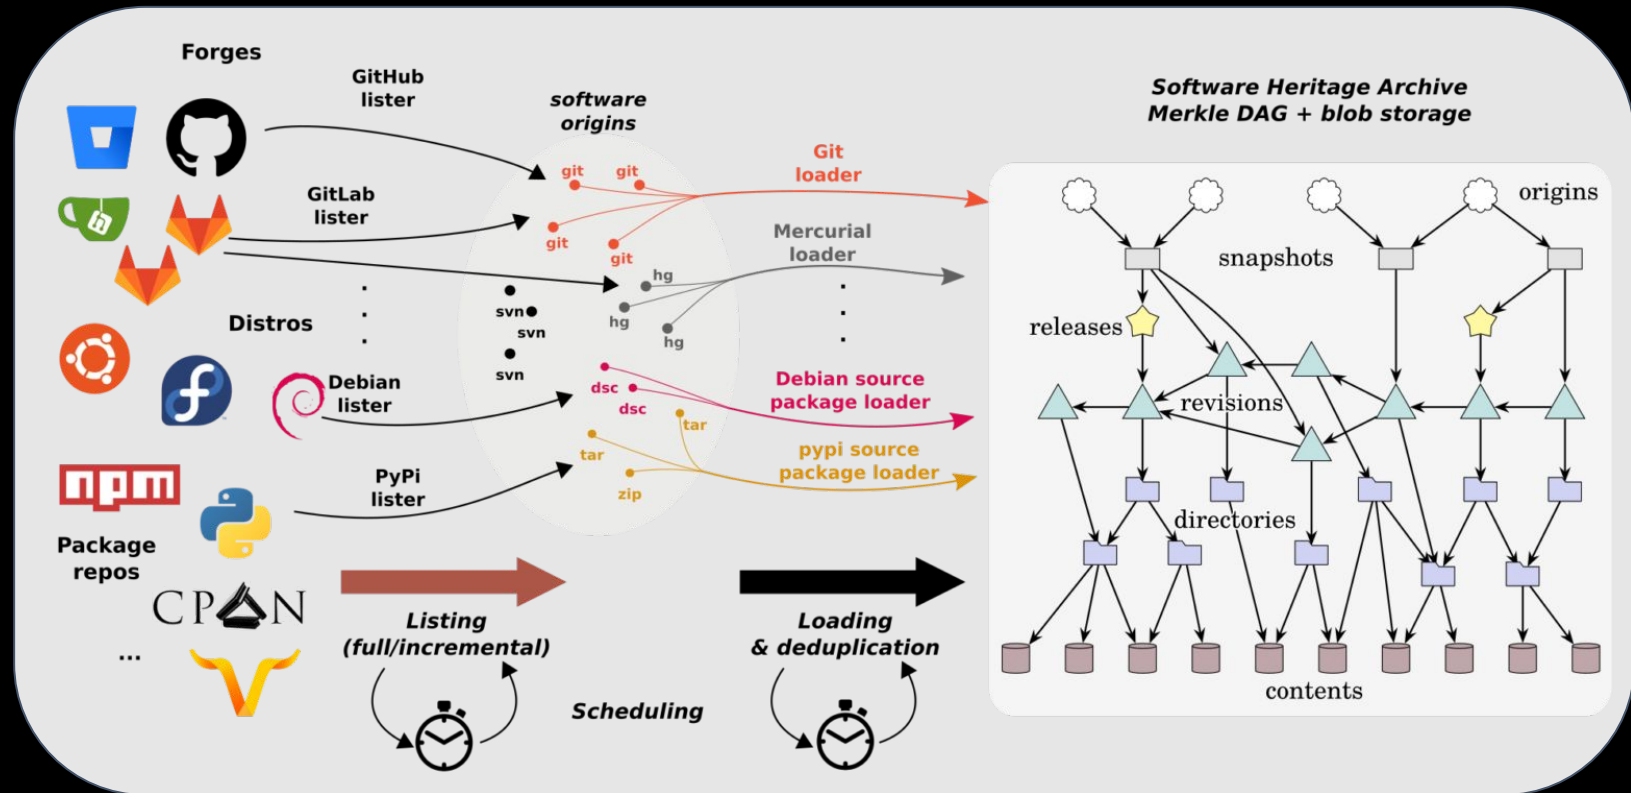 Forges
GitHub
lister
GitLab
lister
Distros
Debian
lister
npm
PyPi
lister
Package
repos
CPAN
...
software
origins
git
git
git
git
hg
hg
hg
svn
svn
svn
dsc
dsc
tar
tar
zip
Git
loader
Mercurial
loader
Debian source
package loader
pypi source
package loader
Listing
(full/incremental)
Scheduling
Loading
& deduplication
Software Heritage Archive
Merkle DAG + blob storage
origins
snapshots
releases
revisions
directories
contents